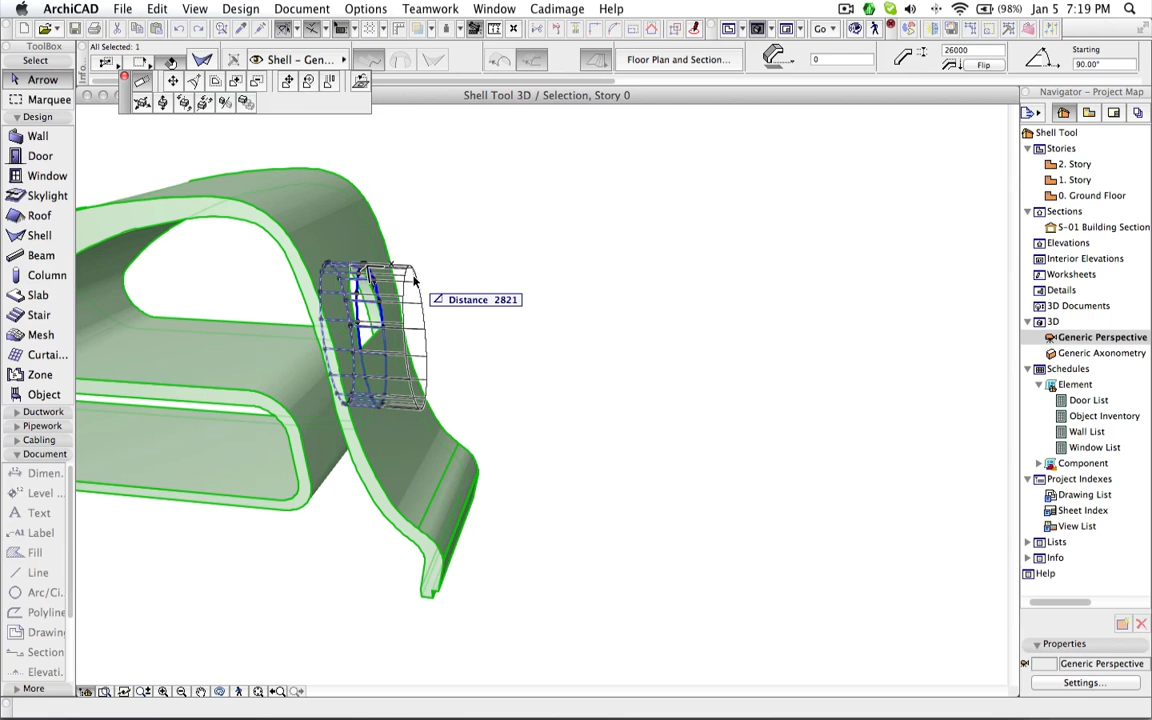 ArchiCAD File Edit View Design Document Options Teamwork Window Cadimage Help (98%) Jan 5 7:19 PM
ToolBox
Select
Arrow
Marquee
Design
Wall
Door
Window
Skylight
Roof
Shell
Beam
Column
Slab
Stair
Mesh
Curtai...
Zone
Object
Ductwork
Pipework
Cabling
Document
Dimen.
Level ...
Text
Label
Fill
Line
Arc/Ci.
Polyline
Drawing
Section
Elevati.
More
All Selected: 1
Shell - Gen...
Floor Plan and Section...
0
26000
Flip
Starting
90.00°
Go
Shell Tool 3D / Selection, Story 0
Distance 2821
Navigator - Project Map
Shell Tool
Stories
2. Story
1. Story
0. Ground Floor
Sections
S-01 Building Section
Elevations
Interior Elevations
Worksheets
Details
3D Documents
3D
Generic Perspective
Generic Axonometry
Schedules
Element
Door List
Object Inventory
Wall List
Window List
Component
Project Indexes
Drawing List
Sheet Index
View List
Lists
Info
Help
Properties
Generic Perspective
Settings...